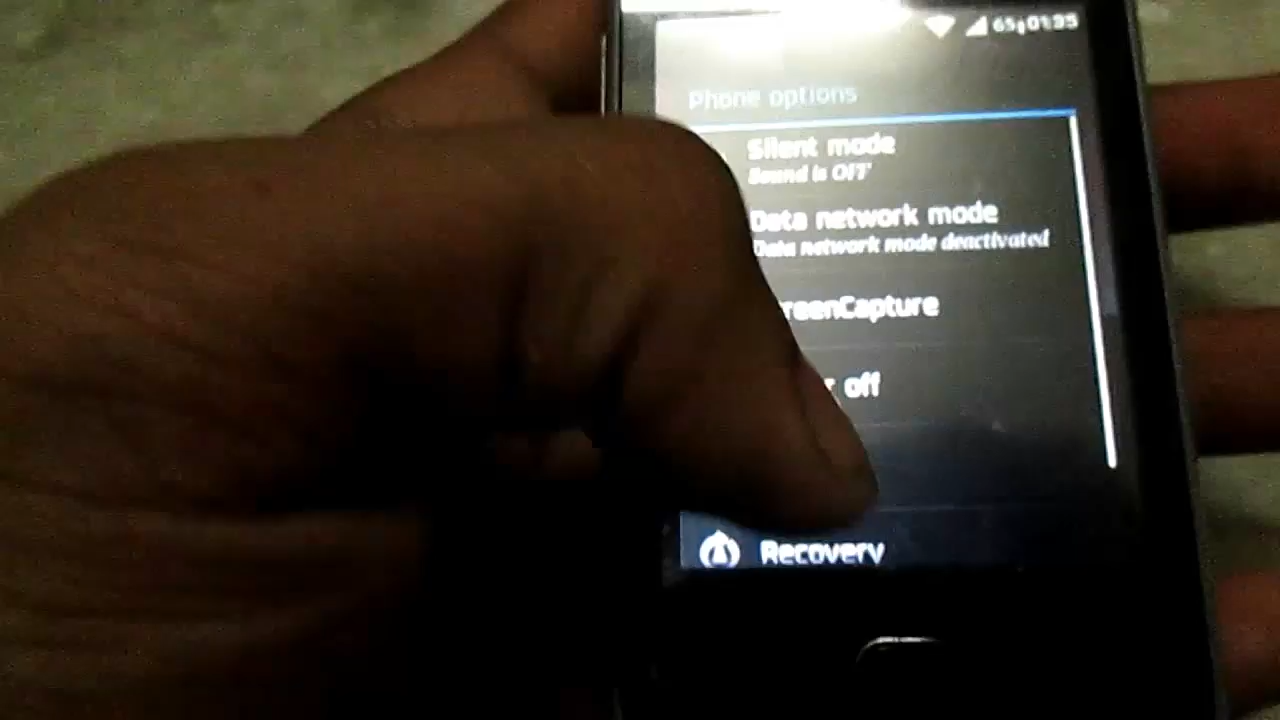 65 01:35
Phone options
Silent mode
Sound is OFF
Data network mode
Data network mode deactivated
reenCapture
r off
Recovery